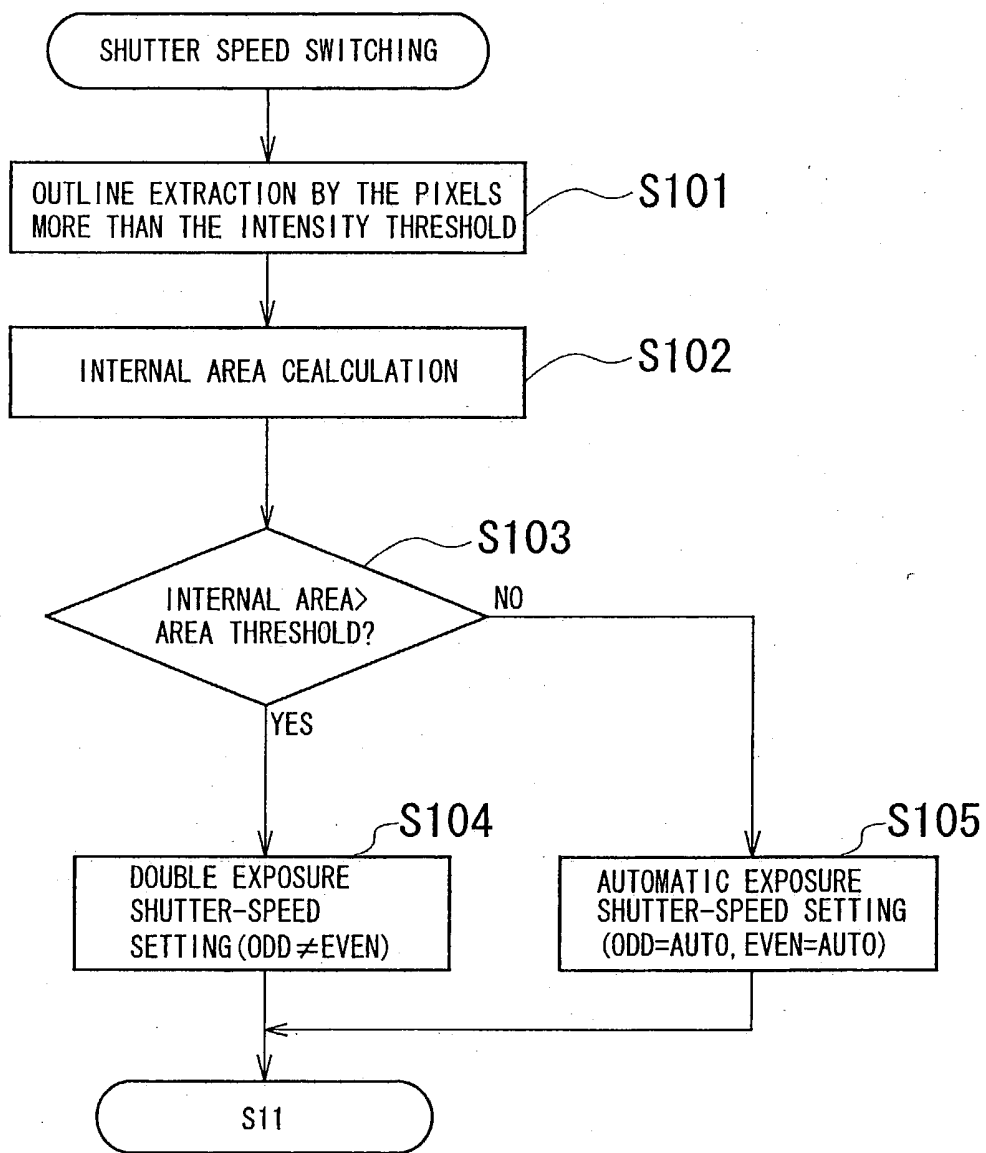 SHUTTER SPEED SWITCHING
OUTLINE EXTRACTION BY THE PIXELS
MORE THAN THE INTENSITY THRESHOLD
S101
INTERNAL AREA CEALCULATION
S102
S103
INTERNAL AREA>
AREA THRESHOLD?
NO
YES
S104
DOUBLE EXPOSURE
SHUTTER-SPEED
SETTING(ODD≠EVEN)
S105
AUTOMATIC EXPOSURE
SHUTTER-SPEED SETTING
(ODD=AUTO, EVEN=AUTO)
S11